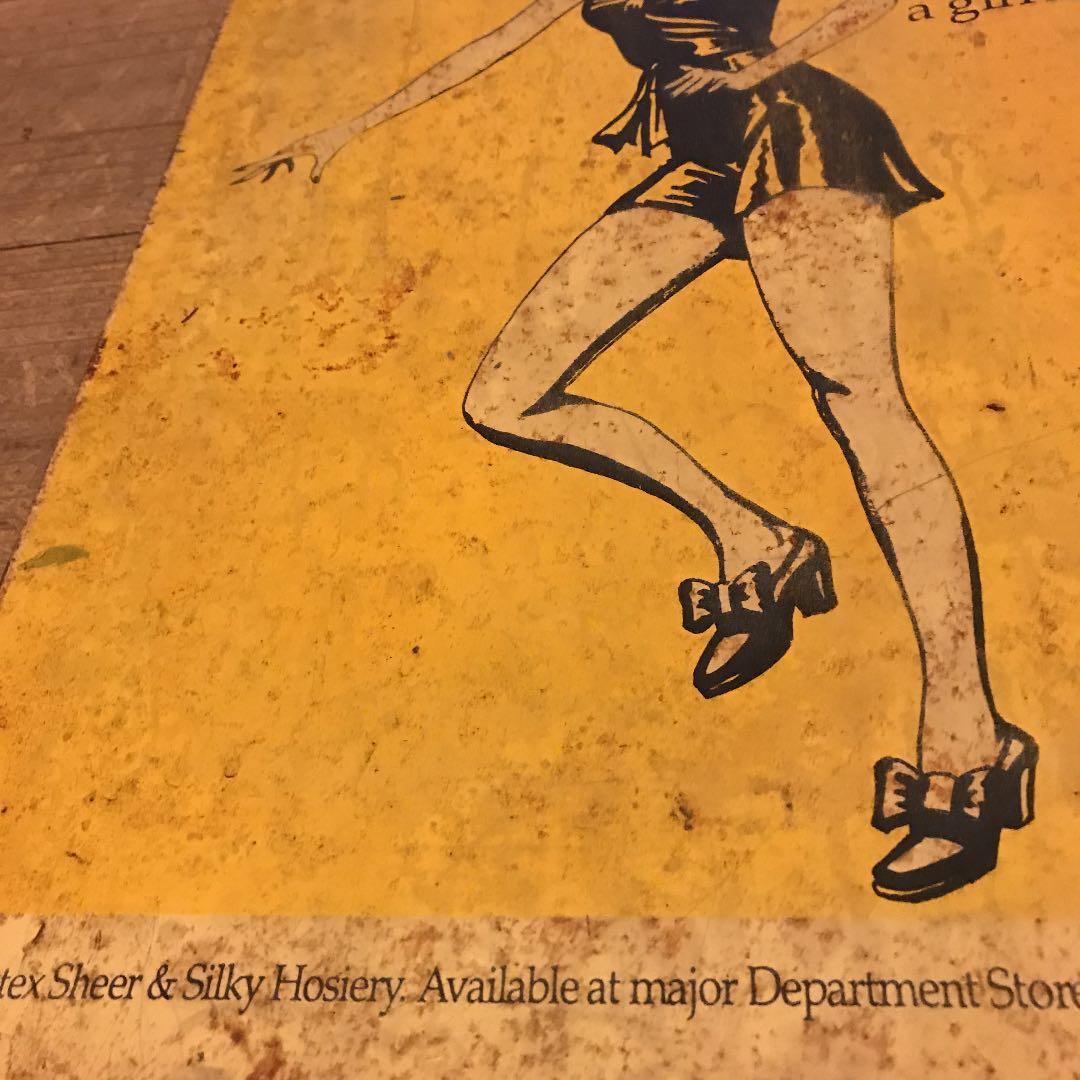 a
tex Sheer & Silky Hosiery. Available at major Department Store